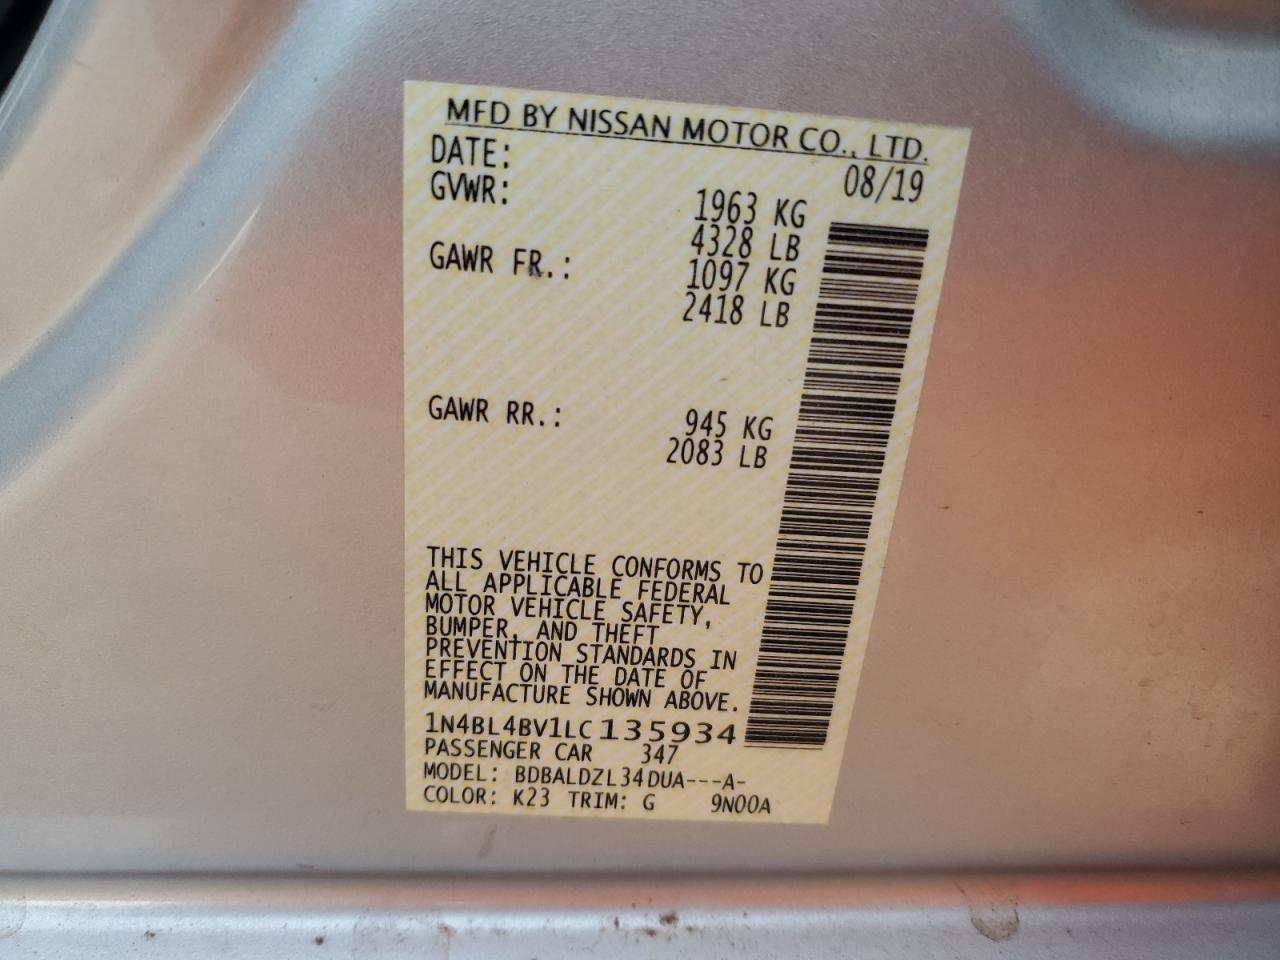 MFD BY NISSAN MOTOR CO., LTD.
DATE: 08/19
GVWR: 1963 KG
4328 LB
GAWR FR.: 1097 KG
2418 LB
GAWR RR.: 945 KG
2083 LB
THIS VEHICLE CONFORMS TO
ALL APPLICABLE FEDERAL
MOTOR VEHICLE SAFETY,
BUMPER, AND THEFT
PREVENTION STANDARDS IN
EFFECT ON THE DATE OF
MANUFACTURE SHOWN ABOVE.
1N4BL4BV1LC135934
PASSENGER CAR 347
MODEL: BDBALDZL34DUA---A-
COLOR: K23 TRIM: G 9N00A